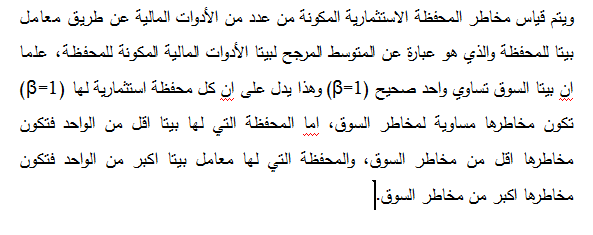 ويتم قياس مخاطر المحفظة الاستثمارية المكونة من عدد من الأدوات المالية عن طريق معامل
بيتا للمحفظة والذي هو عبارة عن المتوسط المرجح لبيتا الأدوات المالية المكونة للمحفظة، علما
ان بيتا السوق تساوي واحد صحيح (β=1) وهذا يدل على ان كل محفظة استثمارية لها (β=1)
تكون مخاطرها مساوية لمخاطر السوق، اما المحفظة التي لها بيتا اقل من الواحد فتكون
مخاطرها اقل من مخاطر السوق، والمحفظة التي لها معامل بيتا اكبر من الواحد فتكون
مخاطرها اكبر من مخاطر السوق.